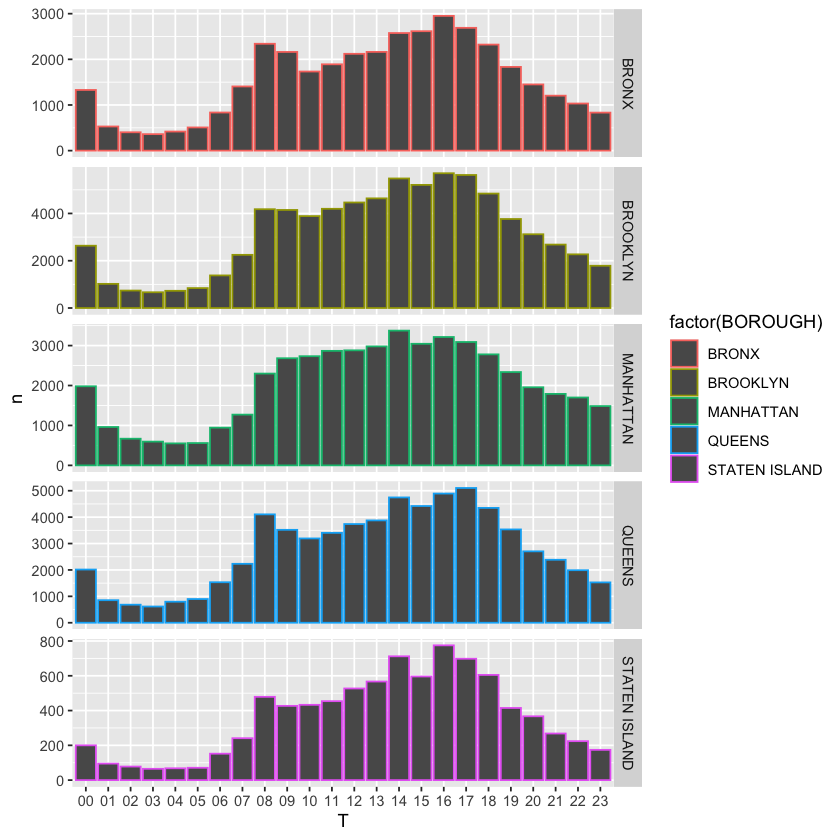 3000
2000
1000
0
BRONX
4000
2000
0
BROOKLYN
3000
2000
1000
0
MANHATTAN
5000
4000
3000
2000
1000
0
QUEENS
800
600
400
200
0
STATEN ISLAND
n
00 01 02 03 04 05 06 07 08 09 10 11 12 13 14 15 16 17 18 19 20 21 22 23
T
factor(BOROUGH)
BRONX
BROOKLYN
MANHATTAN
QUEENS
STATEN ISLAND